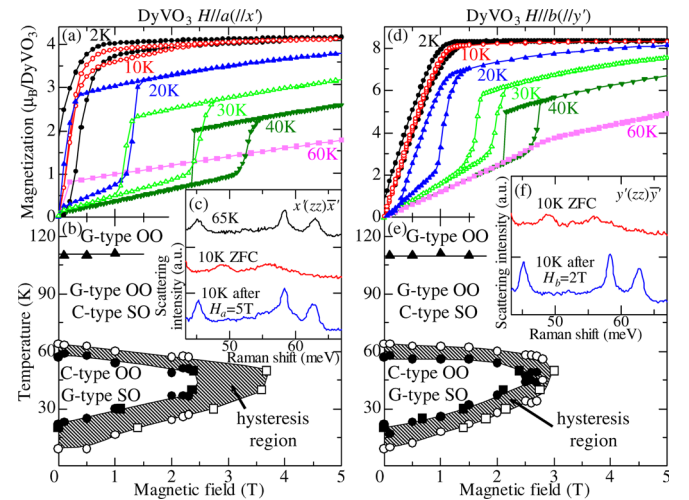 DyVO3 H//a(//x') DyVO3 H//b(//y')
(a) 2K
10K
20K
30K
40K
60K
4
3
2
1
0
Magnetization (μB/DyVO3)
(d) 2K
10K
20K
30K
40K
60K
8
6
4
2
0
(b)
G-type OO
G-type OO
C-type SO
C-type OO
G-type SO
hysteresis
region
120
90
60
30
0
Temperature (K)
0 1 2 3 4 5
Magnetic field (T)
(c) x'(zz)x̅'
65K
10K ZFC
10K after
Ha=5T
Scattering
intensity (a.u.)
50 60
Raman shift (meV)
(e)
G-type OO
G-type OO
C-type SO
C-type OO
G-type SO
hysteresis
region
0 1 2 3 4 5
Magnetic field (T)
(f) y'(zz)y̅'
10K ZFC
10K after
Hb=2T
Scattering intensity (a.u.)
50 60
Raman shift (meV)